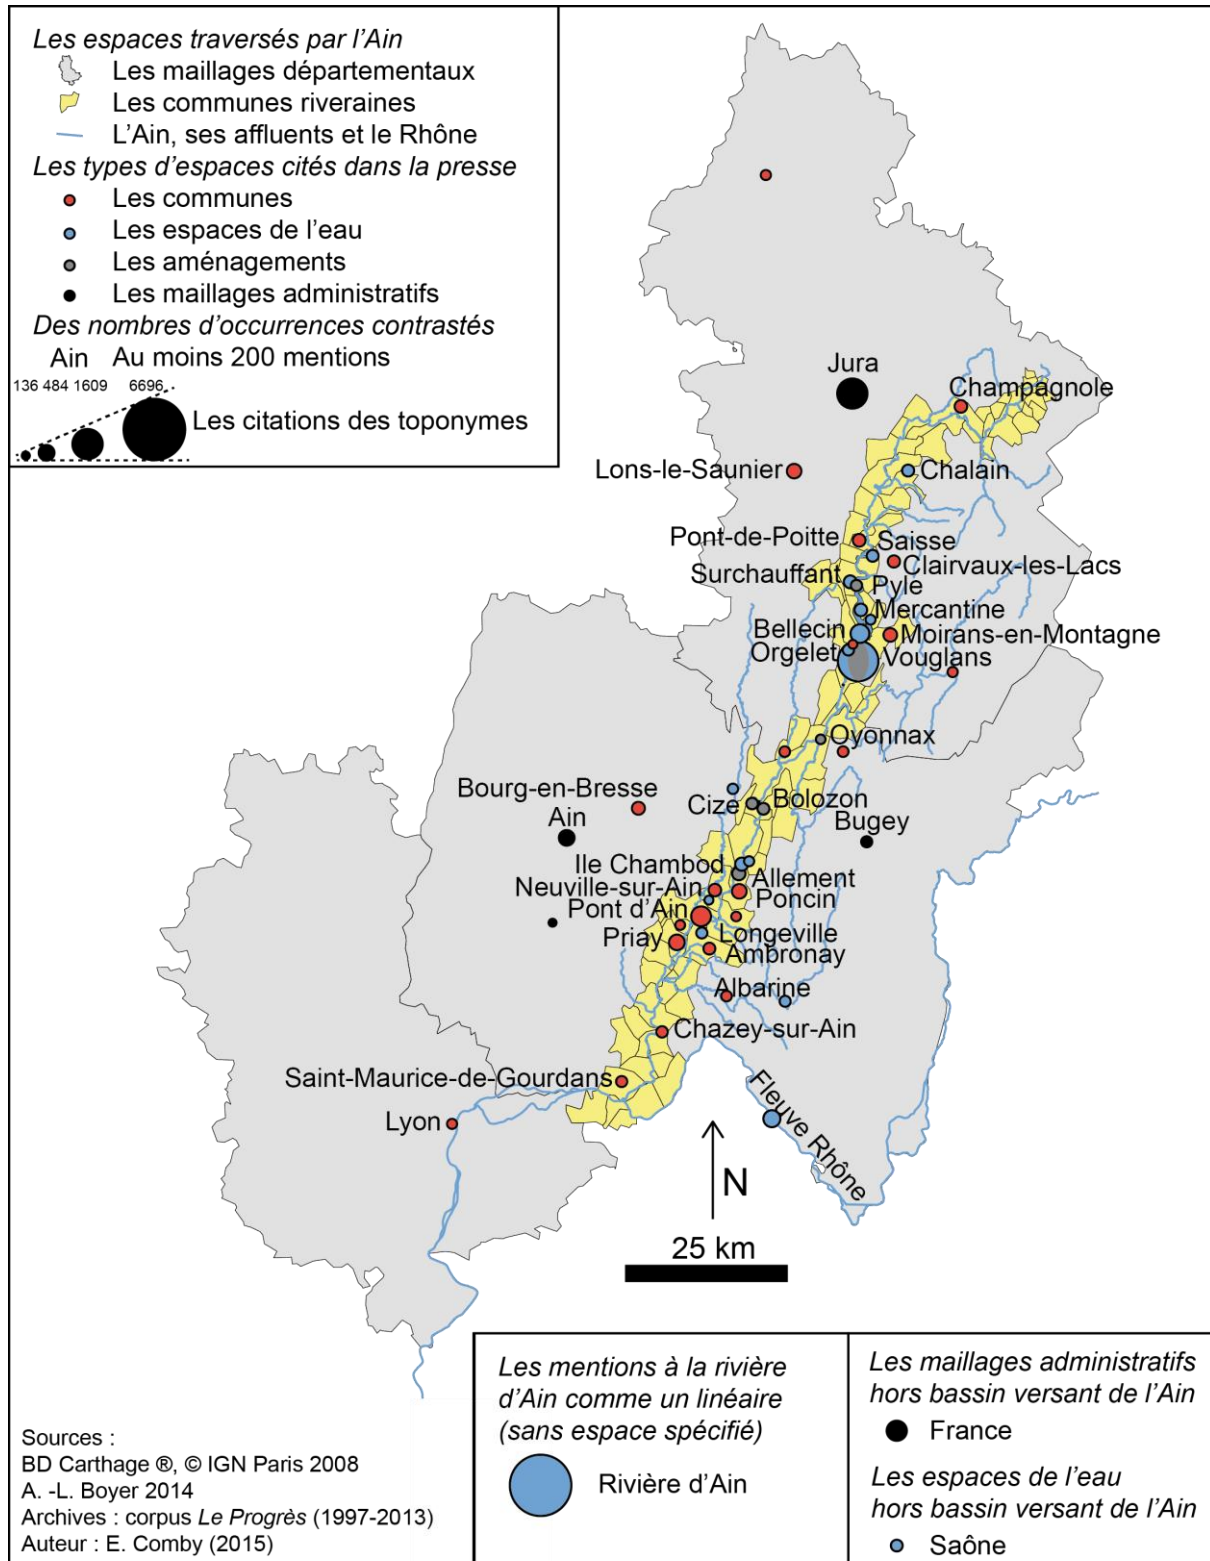 Les espaces traversés par l'Ain
Les maillages départementaux
Les communes riveraines
L'Ain, ses affluents et le Rhône
Les types d'espaces cités dans la presse
Les communes
Les espaces de l'eau
Les aménagements
Les maillages administratifs
Des nombres d'occurrences contrastés
Ain Au moins 200 mentions
136 484 1609 6696
Les citations des toponymes
Jura
Champagnole
Lons-le-Saunier
Chalain
Pont-de-Poitte
Saisse
Clairvaux-les-Lacs
Surchauffant
Pyle
Mercantine
Bellecin
Moirans-en-Montagne
Orgelet
Vouglans
Oyonnax
Bourg-en-Bresse
Cize
Bolozon
Ain
Bugey
Ile Chambod
Allement
Neuville-sur-Ain
Poncin
Pont d'Ain
Longeville
Priay
Ambronay
Albarine
Chazey-sur-Ain
Saint-Maurice-de-Gourdans
Lyon
Fleuve Rhône
N
25 km
Les mentions à la rivière
d'Ain comme un linéaire
(sans espace spécifié)
Rivière d'Ain
Les maillages administratifs
hors bassin versant de l'Ain
France
Les espaces de l'eau
hors bassin versant de l'Ain
Saône
Sources :
BD Carthage ®, © IGN Paris 2008
A. -L. Boyer 2014
Archives : corpus Le Progrès (1997-2013)
Auteur : E. Comby (2015)